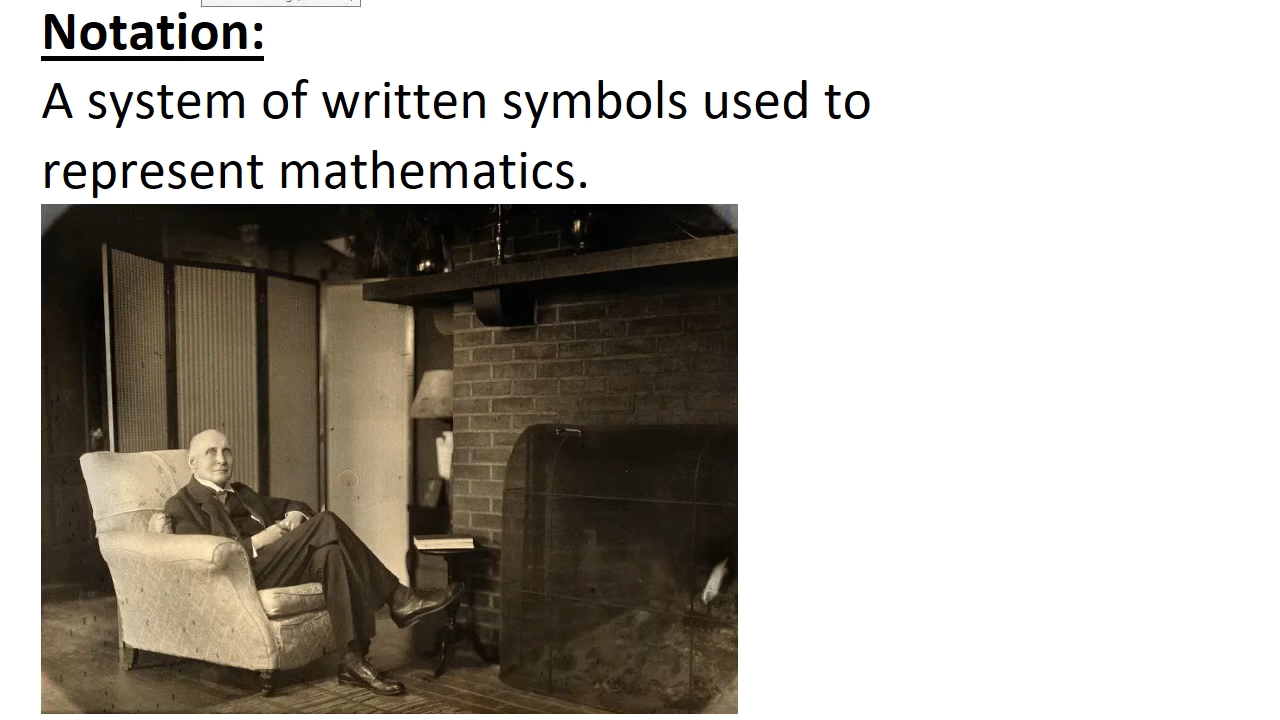 Notation:
A system of written symbols used to
represent mathematics.